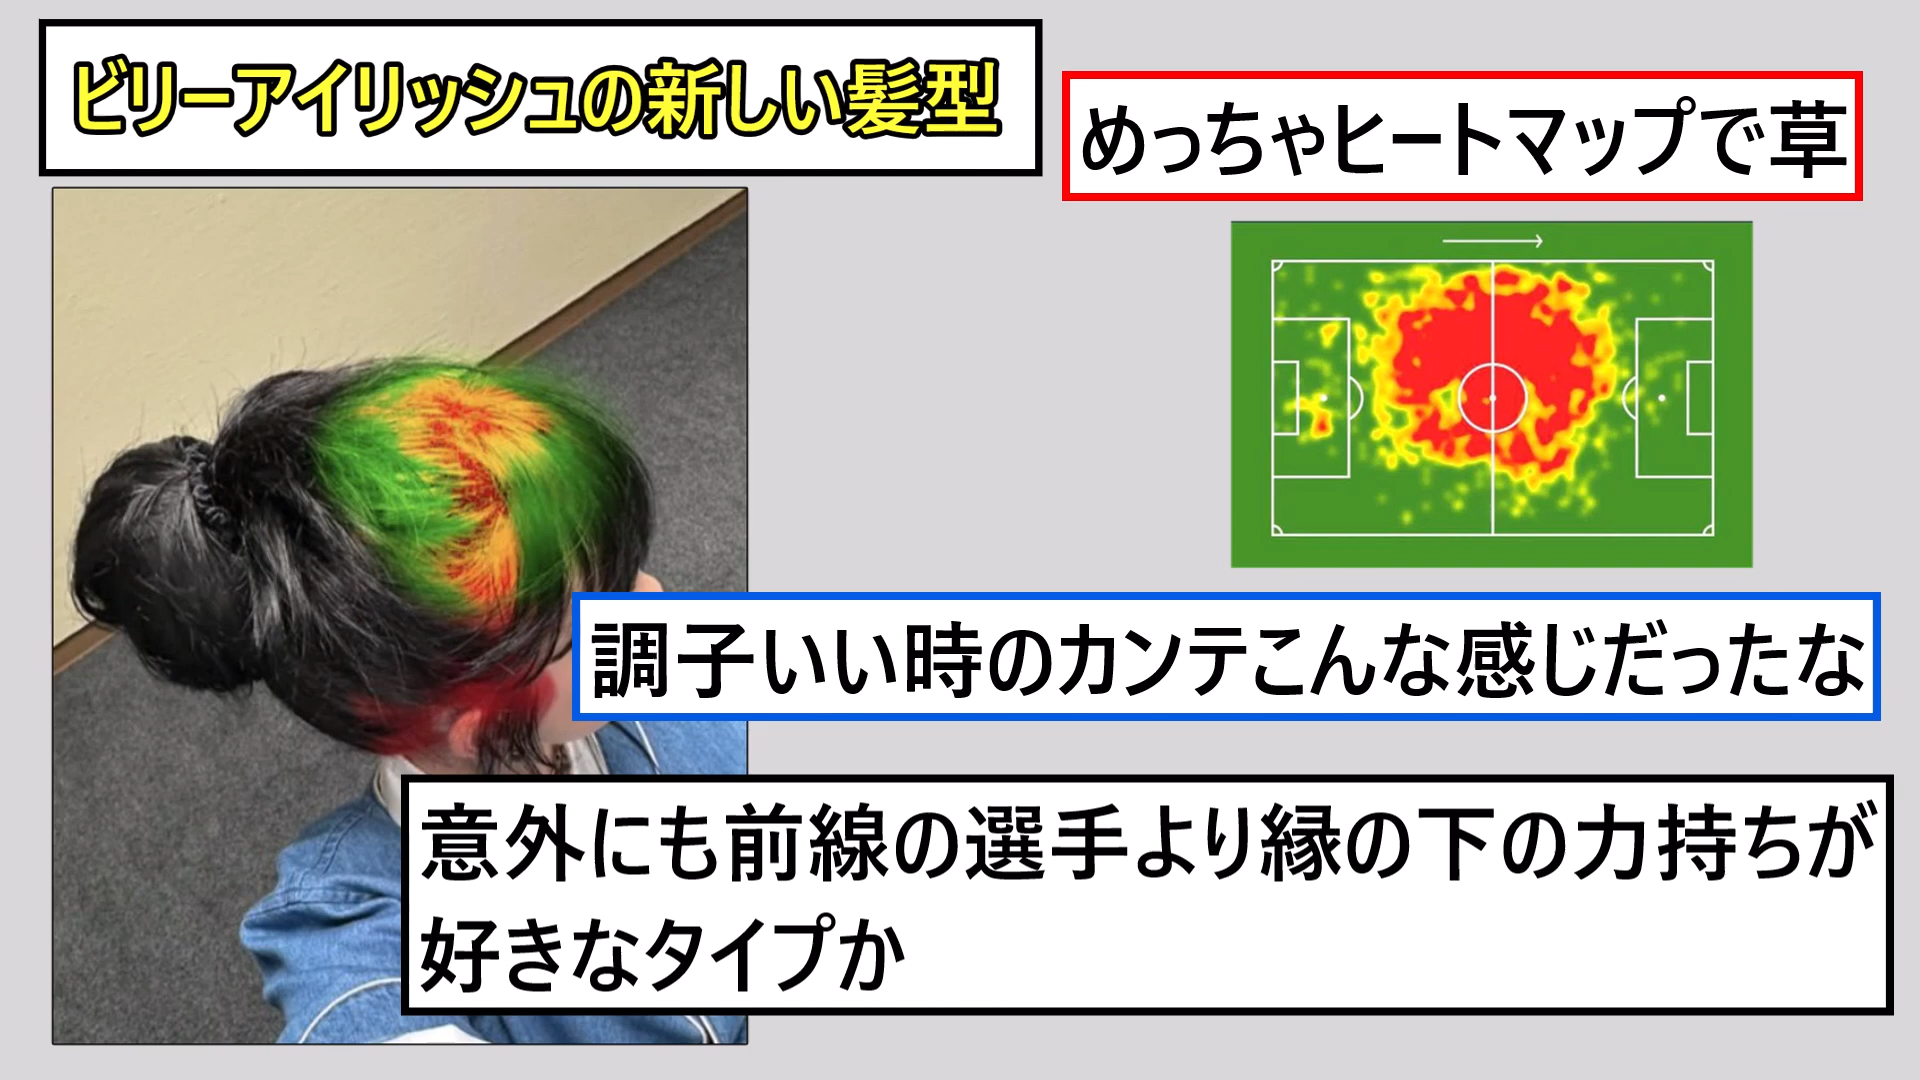 ビリーアイリッシュの新しい髪型
めっちゃヒートマップで草
調子いい時のカンテこんな感じだったな
意外にも前線の選手より縁の下の力持ちが
好きなタイプか